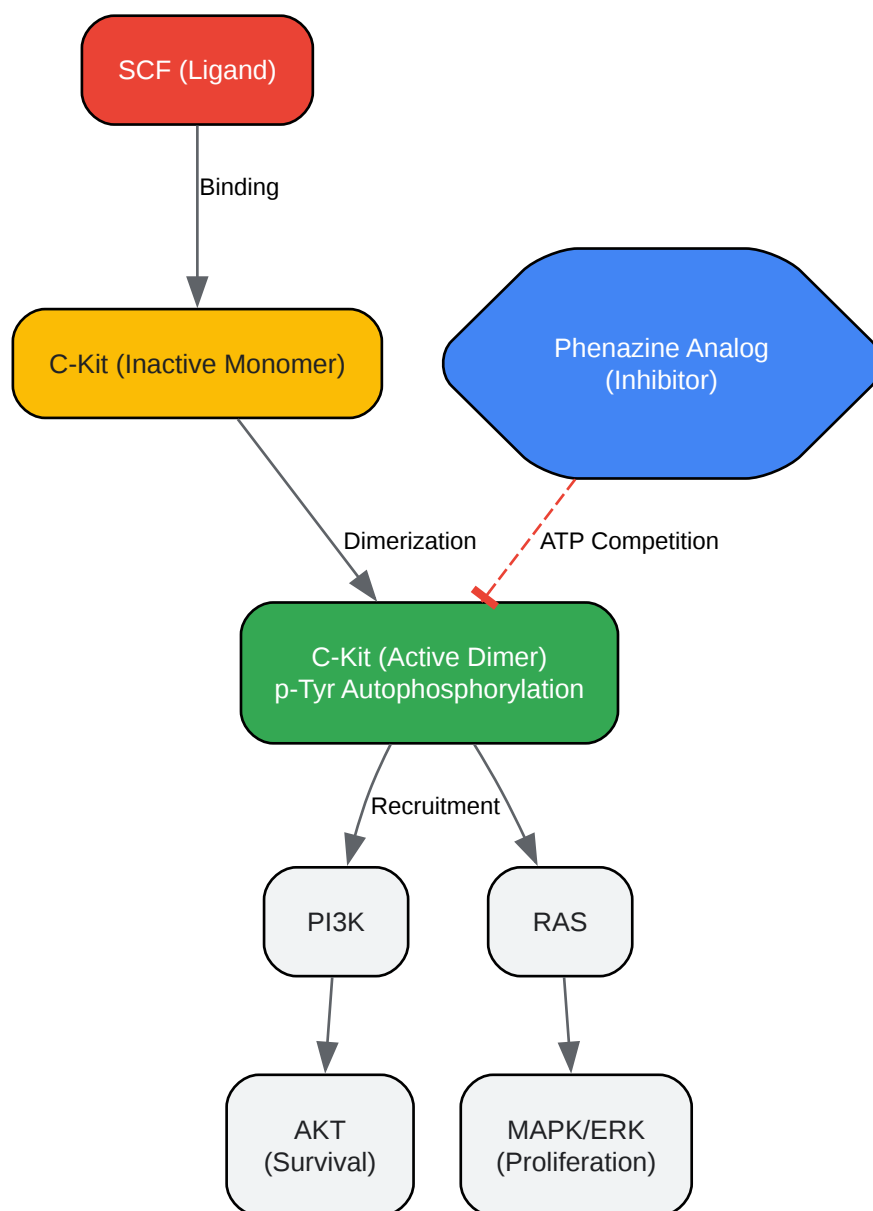 SCF (Ligand)
Binding
C-Kit (Inactive Monomer)
Phenazine Analog
(Inhibitor)
Dimerization
ATP Competition
C-Kit (Active Dimer)
p-Tyr Autophosphorylation
Recruitment
PI3K
RAS
AKT
(Survival)
MAPK/ERK
(Proliferation)